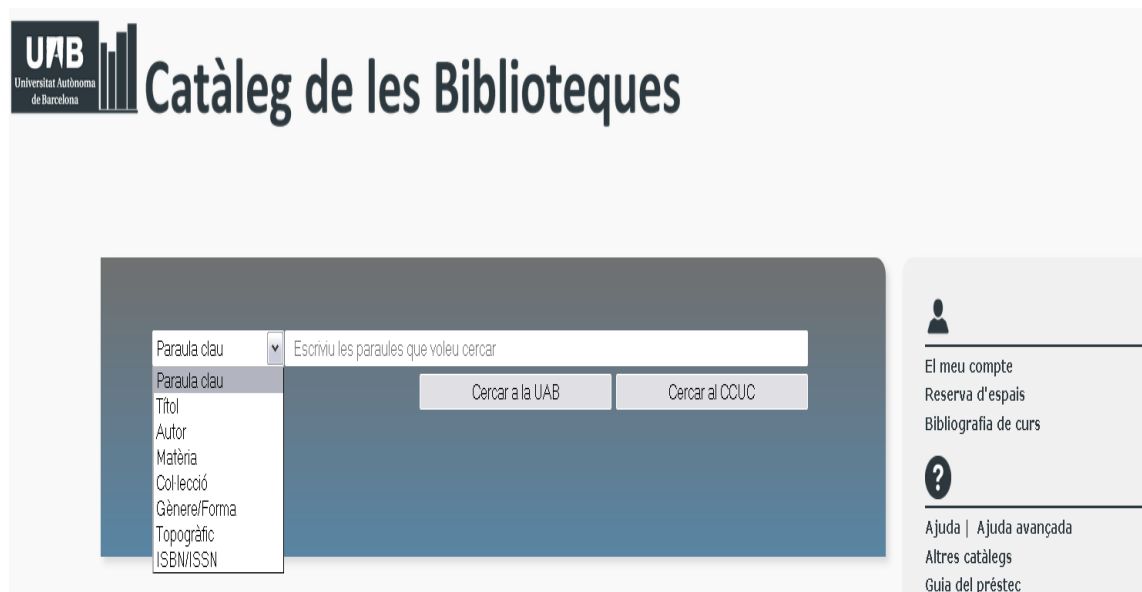 UAB
Universitat Autònoma
de Barcelona
Catàleg de les Biblioteques
Paraula clau
Escriviu les paraules que voleu cercar
Cercar a la UAB
Cercar al CCUC
Paraula clau
Títol
Autor
Matèria
Col·lecció
Gènere/Forma
Topogràfic
ISBN/ISSN
El meu compte
Reserva d'espais
Bibliografia de curs
?
Ajuda | Ajuda avançada
Altres catàlegs
Guia del préstec